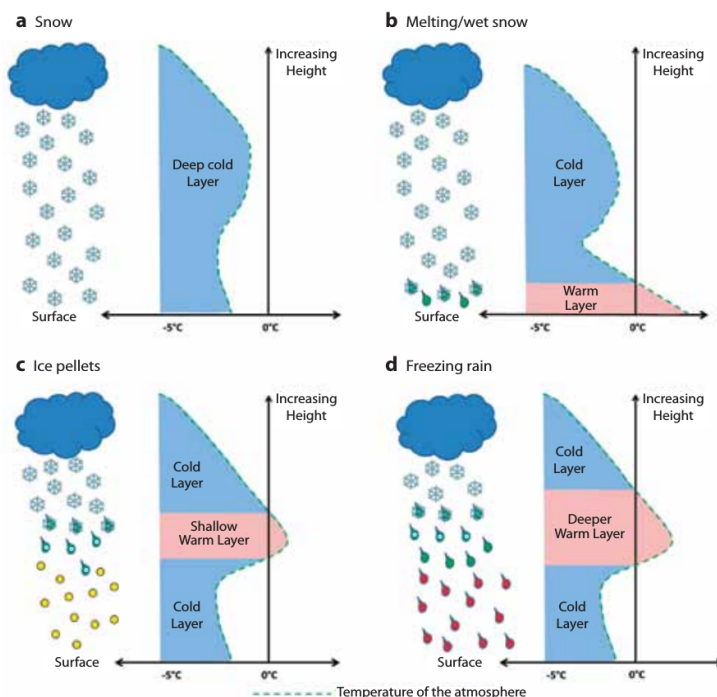 a Snow
Increasing
Height
Deep cold
Layer
Surface
-5°C
0°C
b Melting/wet snow
Increasing
Height
Cold
Layer
Warm
Layer
Surface
-5°C
0°C
c Ice pellets
Increasing
Height
Cold
Layer
Shallow
Warm Layer
Cold
Layer
Surface
-5°C
0°C
d Freezing rain
Increasing
Height
Cold
Layer
Deeper
Warm Layer
Cold
Layer
Surface
-5°C
0°C
Temperature of the atmosphere